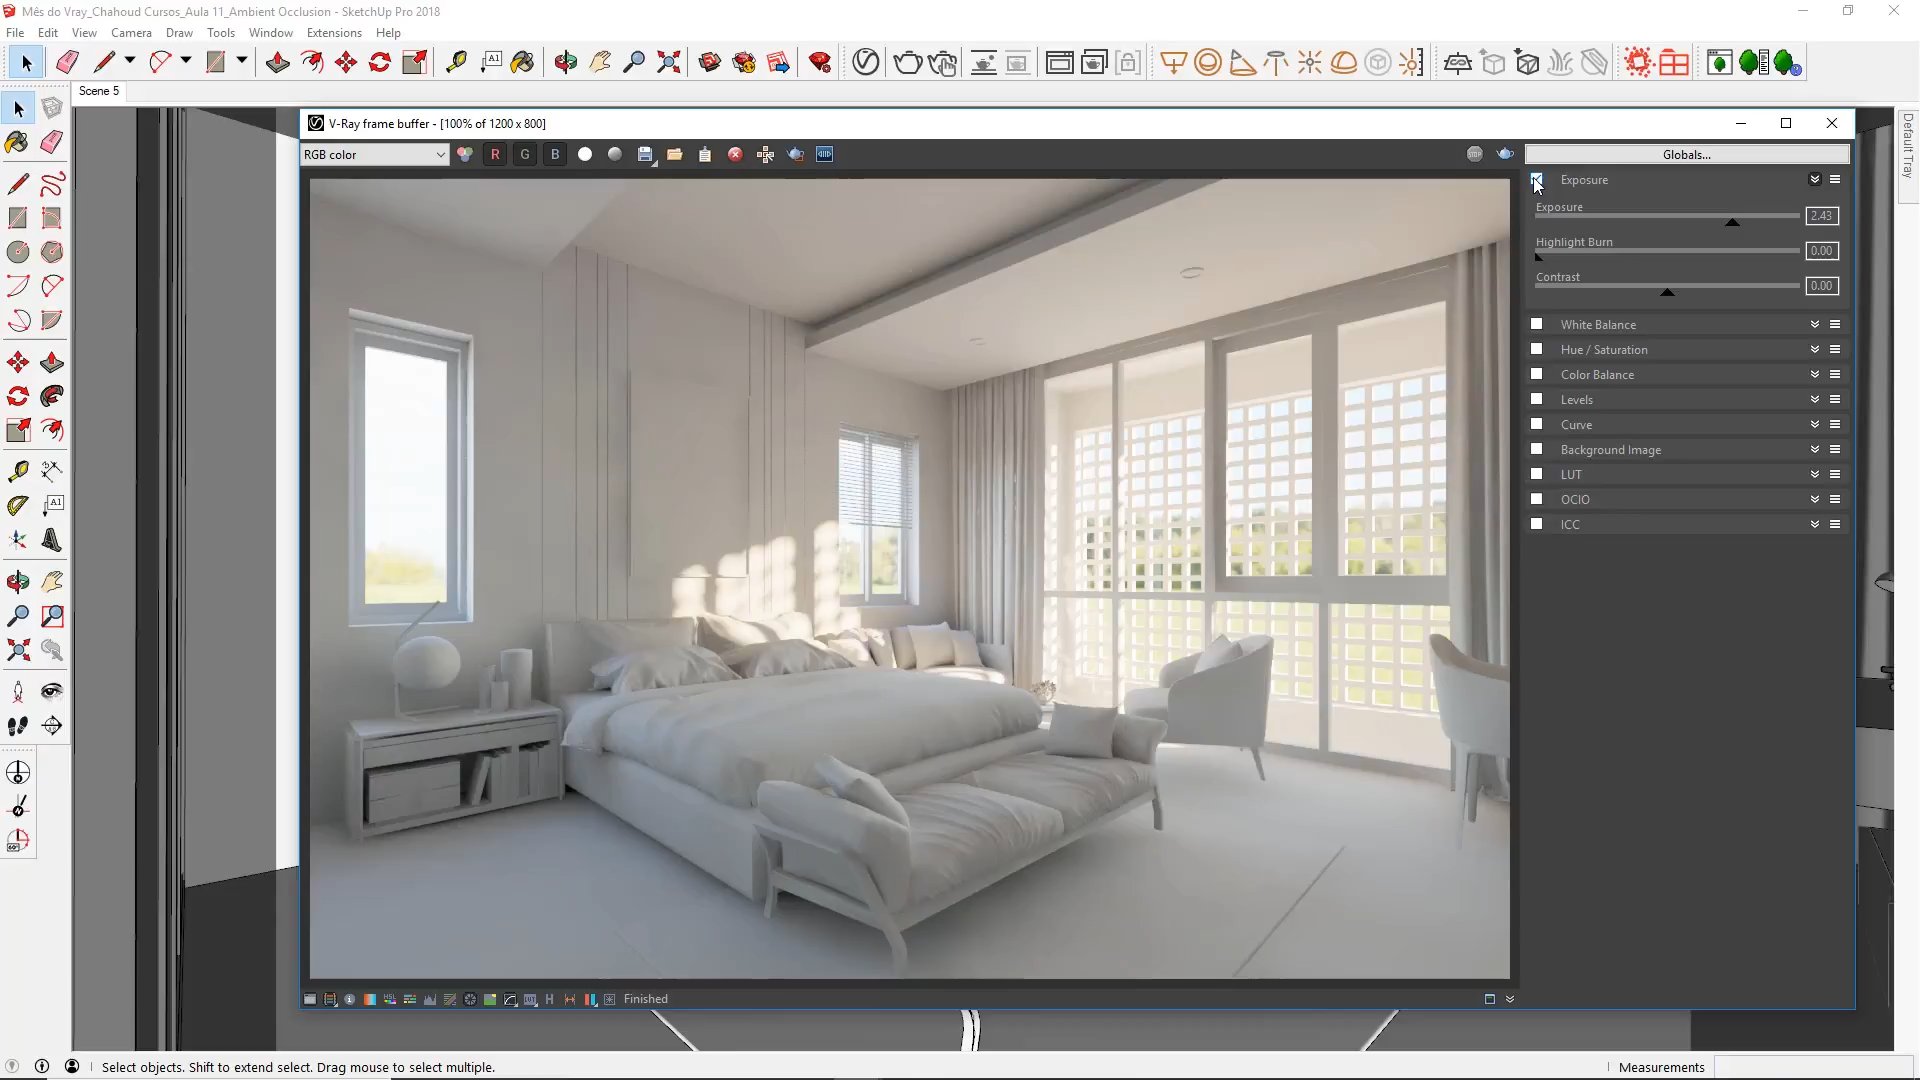 Mês do Vray_Chahoud Cursos_Aula 11_Ambient Occlusion - SketchUp Pro 2018
File Edit View Camera Draw Tools Window Extensions Help
Scene 5
Default Tray
V-Ray frame buffer - [100% of 1200 x 800]
RGB color
R G B
Globals...
Exposure
Exposure
2.43
Highlight Burn
0.00
Contrast
0.00
White Balance
Hue / Saturation
Color Balance
Levels
Curve
Background Image
LUT
OCIO
ICC
Finished
Select objects. Shift to extend select. Drag mouse to select multiple.
Measurements